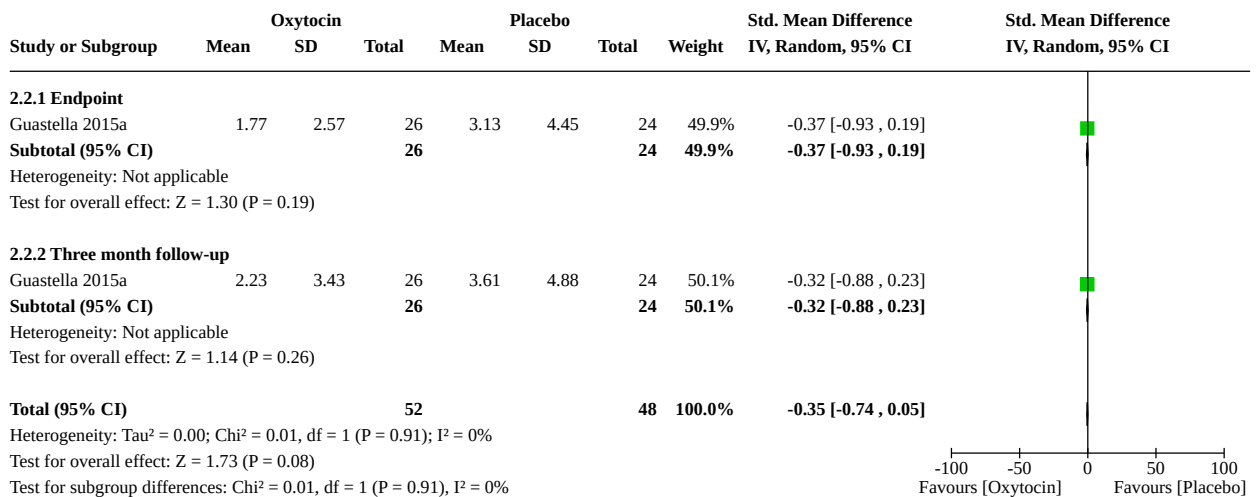 Oxytocin Placebo Std. Mean Difference Std. Mean Difference
Study or Subgroup Mean SD Total Mean SD Total Weight IV, Random, 95% CI IV, Random, 95% CI
2.2.1 Endpoint
Guastella 2015a 1.77 2.57 26 3.13 4.45 24 49.9% -0.37 [-0.93 , 0.19]
Subtotal (95% CI) 26 24 49.9% -0.37 [-0.93 , 0.19]
Heterogeneity: Not applicable
Test for overall effect: Z = 1.30 (P = 0.19)
2.2.2 Three month follow-up
Guastella 2015a 2.23 3.43 26 3.61 4.88 24 50.1% -0.32 [-0.88 , 0.23]
Subtotal (95% CI) 26 24 50.1% -0.32 [-0.88 , 0.23]
Heterogeneity: Not applicable
Test for overall effect: Z = 1.14 (P = 0.26)
Total (95% CI) 52 48 100.0% -0.35 [-0.74 , 0.05]
Heterogeneity: Tau² = 0.00; Chi² = 0.01, df = 1 (P = 0.91); I² = 0%
Test for overall effect: Z = 1.73 (P = 0.08)
-100 -50 0 50 100
Test for subgroup differences: Chi² = 0.01, df = 1 (P = 0.91), I² = 0% Favours [Oxytocin] Favours [Placebo]